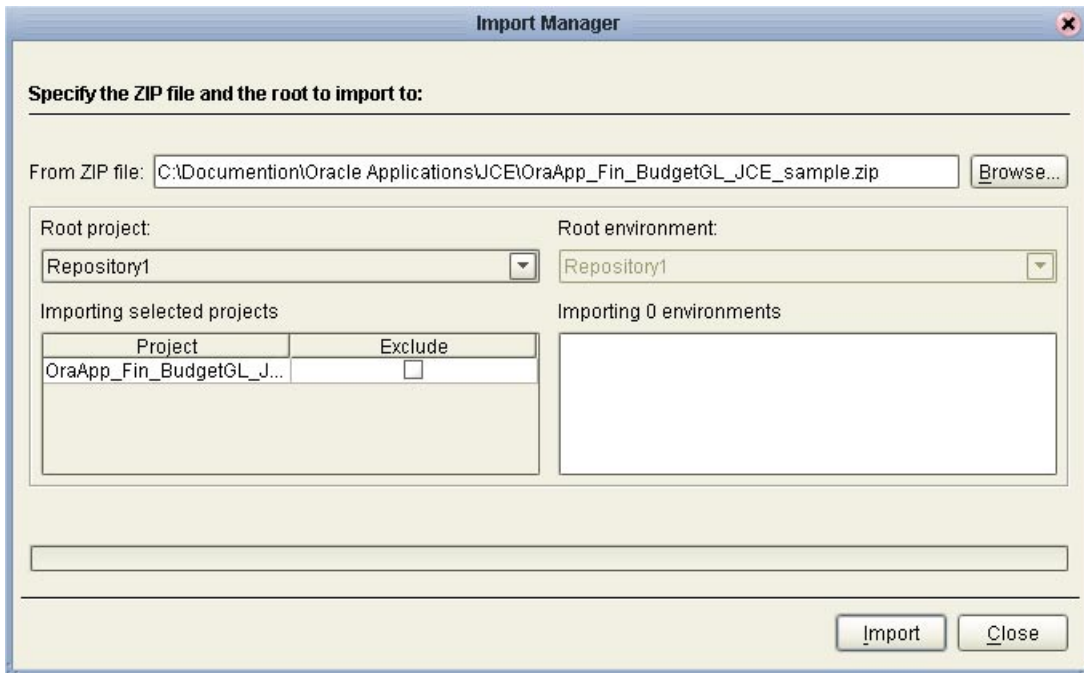 Import Manager
Specify the ZIP file and the root to import to:
From ZIP file: C:\Documention\Oracle Applications\JCE\OraApp_Fin_BudgetGL_JCE_sample.zip Browse...
Root project: Root environment:
Repository1 Repository1
Importing selected projects Importing 0 environments
Project Exclude
OraApp_Fin_BudgetGL_J...
Import Close